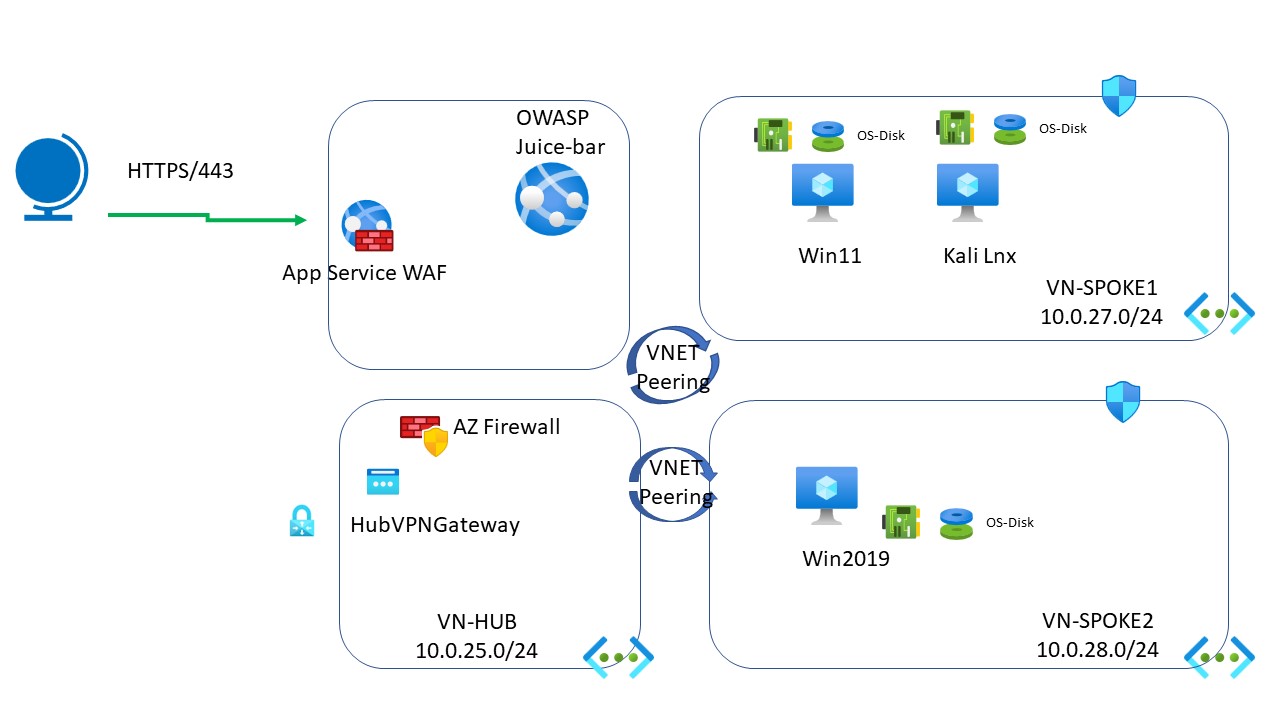 HTTPS/443
OWASP
Juice-bar
App Service WAF
OS-Disk
OS-Disk
Win11
Kali Lnx
VN-SPOKE1
10.0.27.0/24
VNET
Peering
AZ Firewall
HubVPNGateway
VN-HUB
10.0.25.0/24
VNET
Peering
OS-Disk
Win2019
VN-SPOKE2
10.0.28.0/24